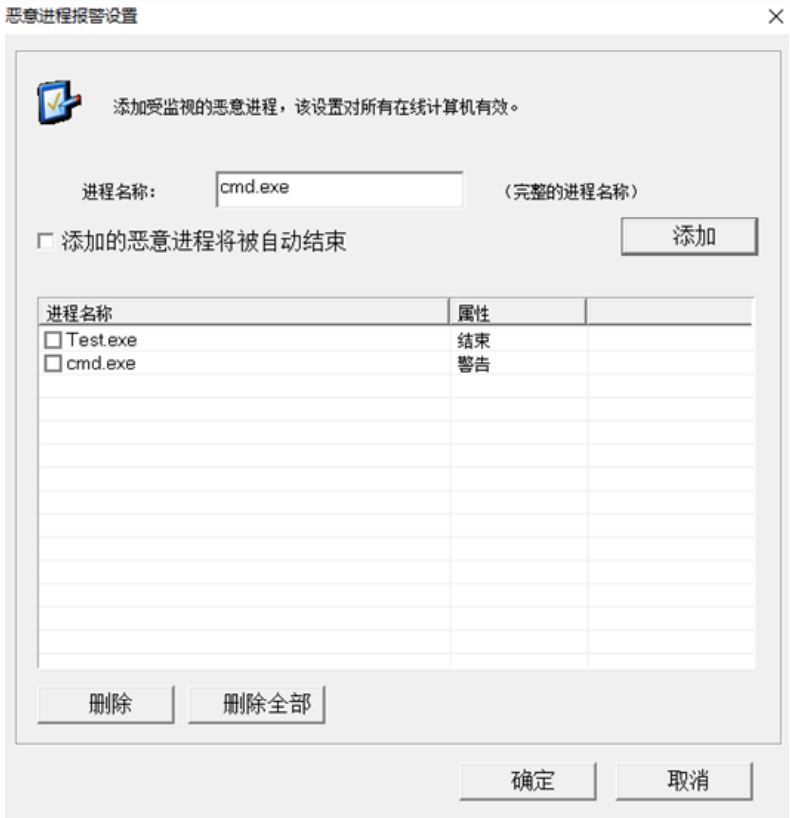 恶意进程报警设置
添加受监视的恶意进程，该设置对所有在线计算机有效。
进程名称： cmd.exe （完整的进程名称）
添加的恶意进程将被自动结束 添加
进程名称 属性
Test.exe 结束
cmd.exe 警告
删除 删除全部
确定 取消